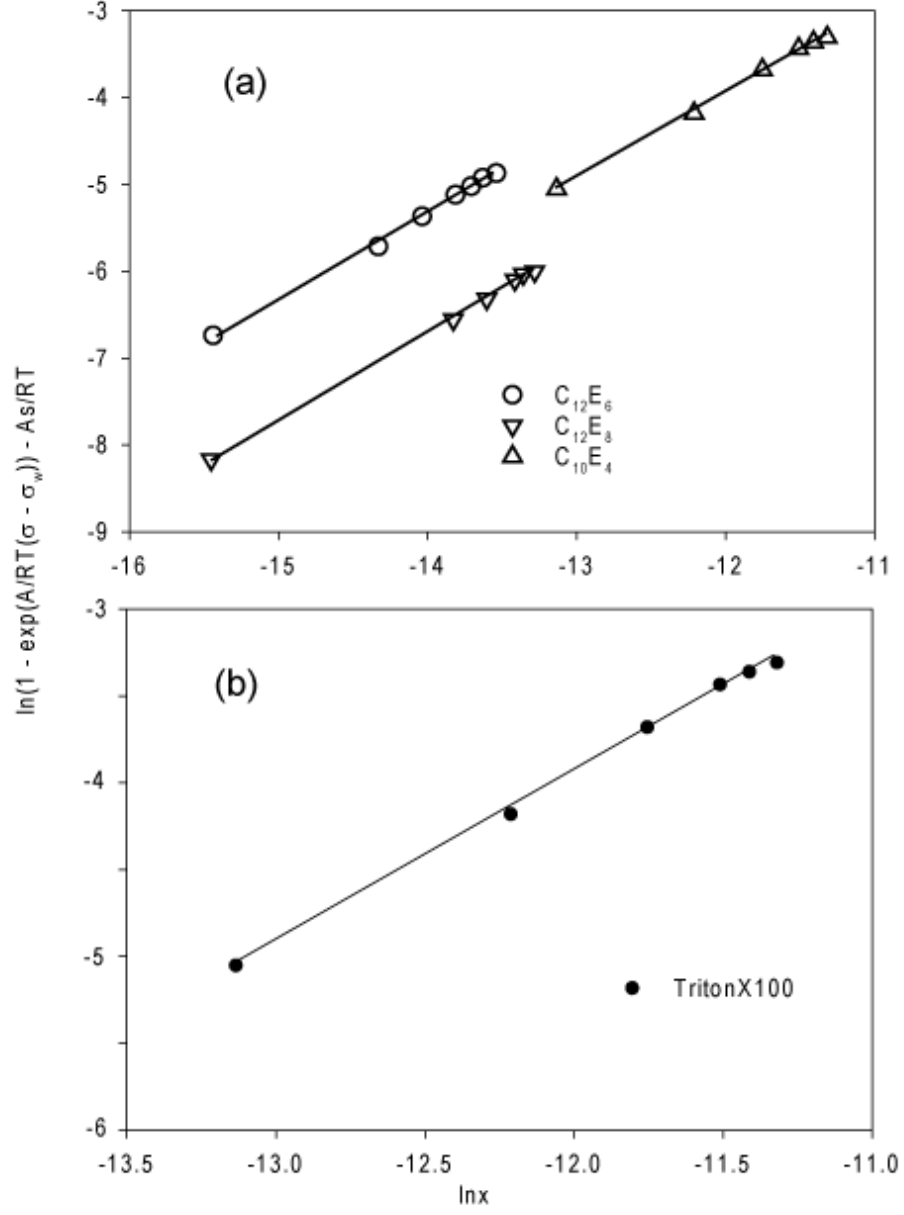 -3
(a)
-4
-5
-6
-7
-8
-9
C₁₂E₆
C₁₂E₈
C₁₀E₄
-16 -15 -14 -13 -12 -11
ln(1 - exp(A/RT(σ - σw)) - As/RT
-3
(b)
-4
-5
-6
TritonX100
-13.5 -13.0 -12.5 -12.0 -11.5 -11.0
lnx